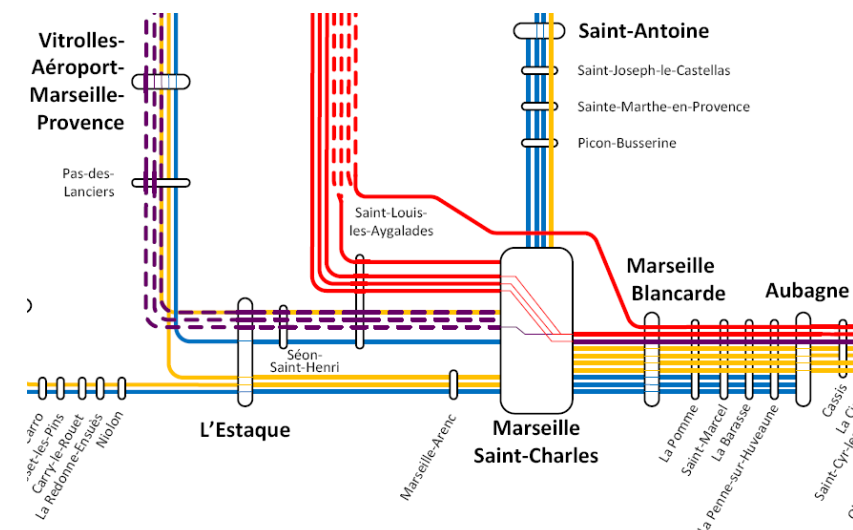 Vitrolles-
Aéroport-
Marseille-
Provence
Pas-des-
Lanciers
Saint-Louis-
les-Aygalades
Saint-Antoine
Saint-Joseph-le-Castellas
Sainte-Marthe-en-Provence
Picon-Busserine
Marseille
Blancarde
Aubagne
Séon-
Saint-Henri
L'Estaque
Marseille
Saint-Charles
Carry-le-Rouet
La Redonne-Ensuès
Niolon
Marseille-Arenc
La Pomme
Saint-Marcel
La Barasse
La Penne-sur-Huveaune
Cassis